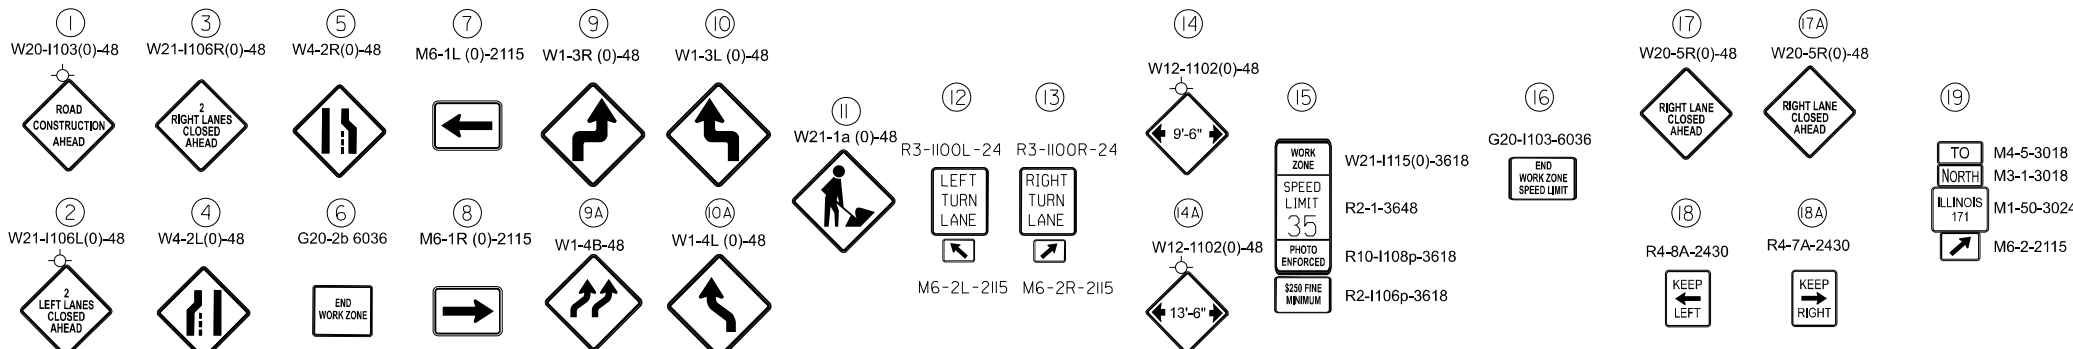 1
W20-I103(0)-48
ROAD
CONSTRUCTION
AHEAD
3
W21-I106R(0)-48
2
RIGHT LANES
CLOSED
AHEAD
5
W4-2R(0)-48
7
M6-1L (0)-2115
9
W1-3R (0)-48
10
W1-3L (0)-48
2
W21-I106L(0)-48
2
LEFT LANES
CLOSED
AHEAD
4
W4-2L(0)-48
6
G20-2b 6036
END
WORK ZONE
8
M6-1R (0)-2115
9A
W1-4B-48
10A
W1-4L (0)-48
11
W21-1a (0)-48
12
R3-I100L-24
LEFT
TURN
LANE
M6-2L-2115
13
R3-I100R-24
RIGHT
TURN
LANE
M6-2R-2115
14
W12-1102(0)-48
9'-6"
14A
W12-1102(0)-48
13'-6"
15
WORK
ZONE
W21-I115(0)-3618
SPEED
LIMIT
35
R2-1-3648
PHOTO
ENFORCED
R10-I108p-3618
$250 FINE
MINIMUM
R2-I106p-3618
16
G20-I103-6036
END
WORK ZONE
SPEED LIMIT
17
W20-5R(0)-48
RIGHT LANE
CLOSED
AHEAD
17A
W20-5R(0)-48
RIGHT LANE
CLOSED
AHEAD
18
R4-8A-2430
KEEP
LEFT
18A
R4-7A-2430
KEEP
RIGHT
19
TO M4-5-3018
NORTH M3-1-3018
ILLINOIS
171
M1-50-3024
M6-2-2115